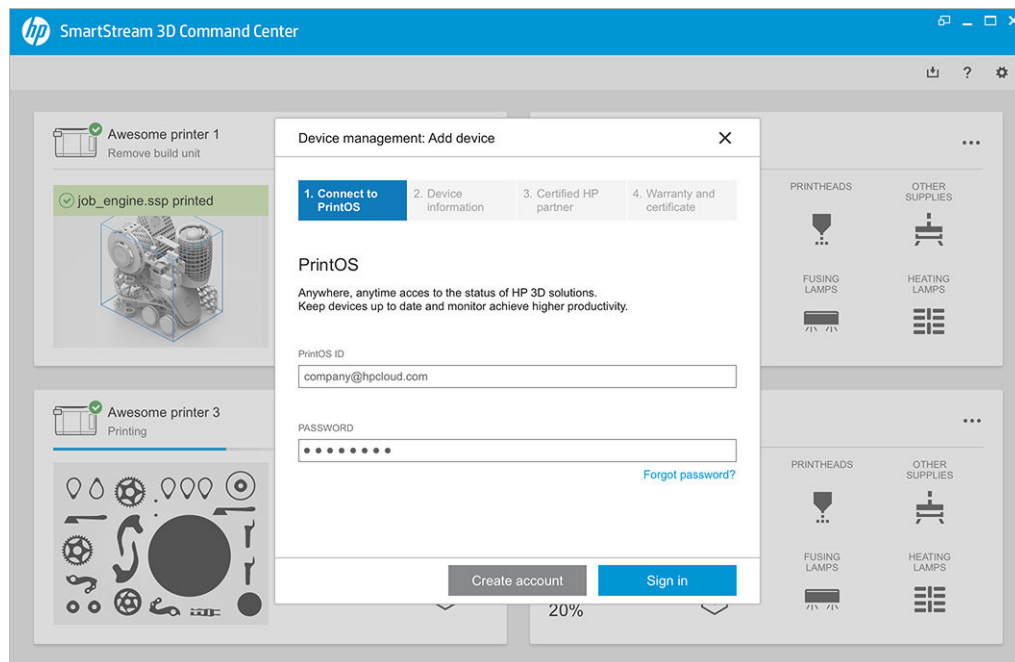 hp SmartStream 3D Command Center
?
Awesome printer 1
Remove build unit
job_engine.ssp printed
Device management: Add device
1. Connect to
PrintOS
2. Device
information
3. Certified HP
partner
4. Warranty and
certificate
PrintOS
Anywhere, anytime acces to the status of HP 3D solutions.
Keep devices up to date and monitor achieve higher productivity.
PrintOS ID
company@hpcloud.com
PASSWORD
Forgot password?
Create account
Sign in
PRINTHEADS
OTHER
SUPPLIES
FUSING
LAMPS
HEATING
LAMPS
Awesome printer 3
Printing
20%
PRINTHEADS
OTHER
SUPPLIES
FUSING
LAMPS
HEATING
LAMPS